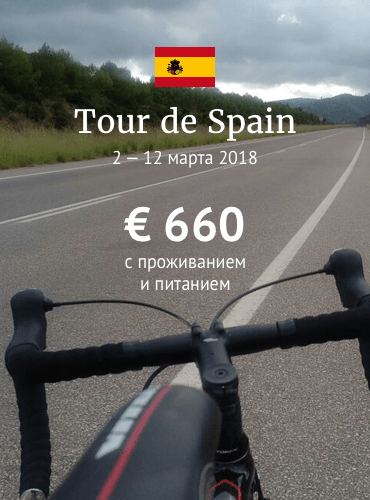 Tour de Spain
2 — 12 марта 2018
€ 660
с проживанием
и питанием